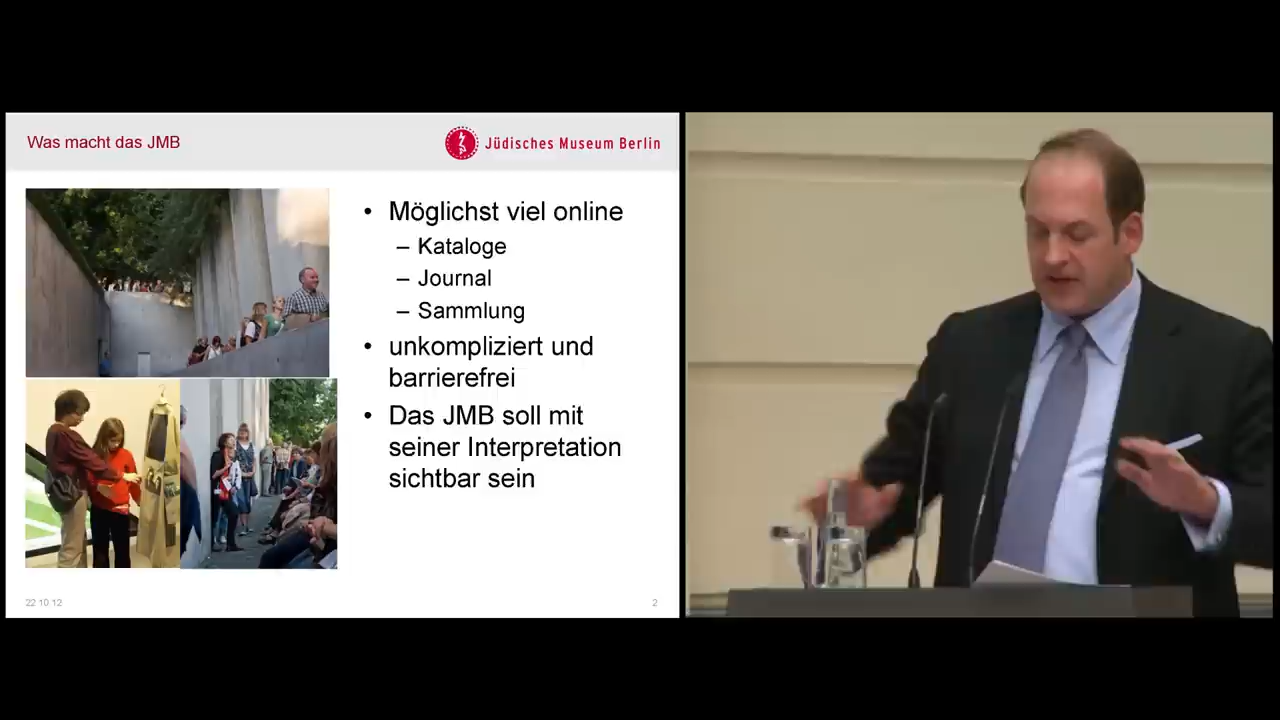 Was macht das JMB
Jüdisches Museum Berlin
• Möglichst viel online
– Kataloge
– Journal
– Sammlung
• unkompliziert und
barrierefrei
• Das JMB soll mit
seiner Interpretation
sichtbar sein
22.10.12
2